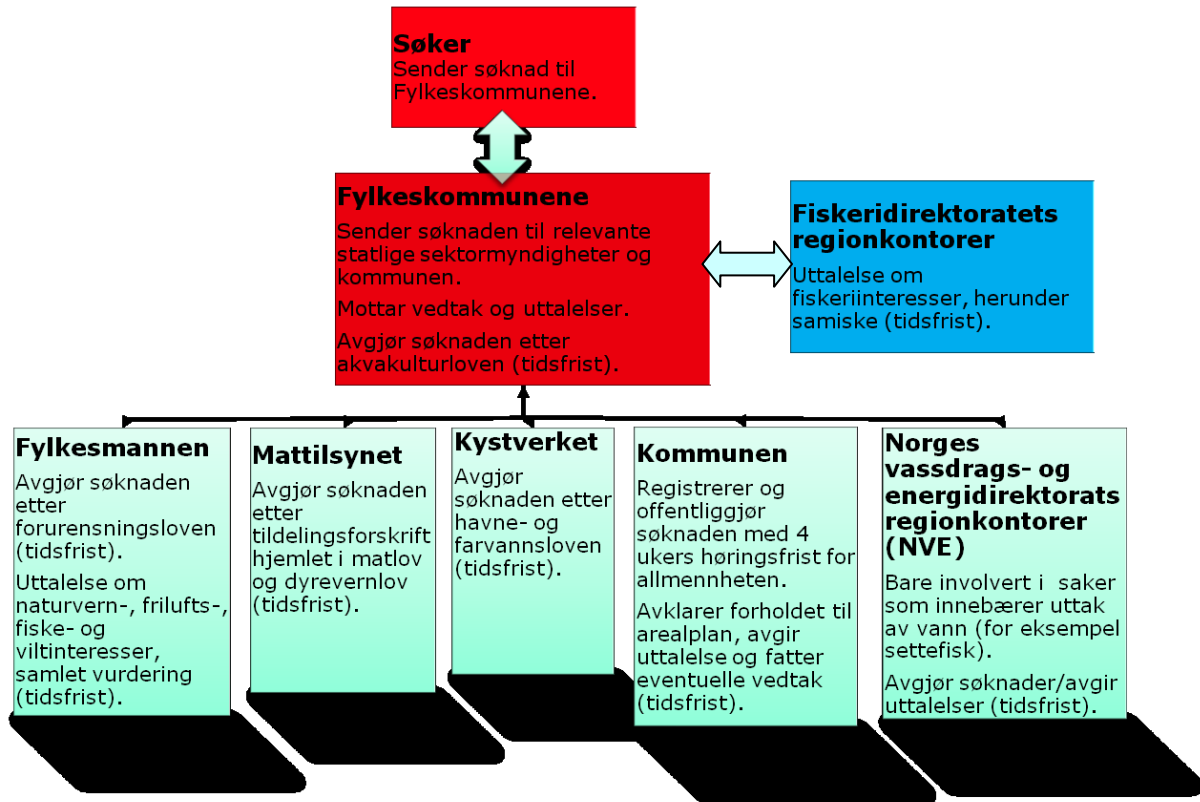 Søker
Sender søknad til
Fylkeskommunene.
Fylkeskommunene
Sender søknaden til relevante
statlige sektormyndigheter og
kommunen.
Mottar vedtak og uttalelser.
Avgjør søknaden etter
akvakulturloven (tidsfrist).
Fiskeridirektoratets
regionkontorer
Uttalelse om
fiskeriinteresser, herunder
samiske (tidsfrist).
Fylkesmannen
Avgjør søknaden
etter
forurensningsloven
(tidsfrist).
Uttalelse om
naturvern-, frilufts-,
fiske- og
viltinteresser,
samlet vurdering
(tidsfrist).
Mattilsynet
Avgjør søknaden
etter
tildelingsforskrift
hjemlet i matlov
og dyrevernlov
(tidsfrist).
Kystverket
Avgjør
søknaden etter
havne- og
farvannsloven
(tidsfrist).
Kommunen
Registrerer og
offentliggjør
søknaden med 4
ukers høringsfrist for
allmennheten.
Avklarer forholdet til
arealplan, avgir
uttalelse og fatter
eventuelle vedtak
(tidsfrist).
Norges
vassdrags- og
energidirektorats
regionkontorer
(NVE)
Bare involvert i saker
som innebærer uttak
av vann (for eksempel
settefisk).
Avgjør søknader/avgir
uttalelser (tidsfrist).